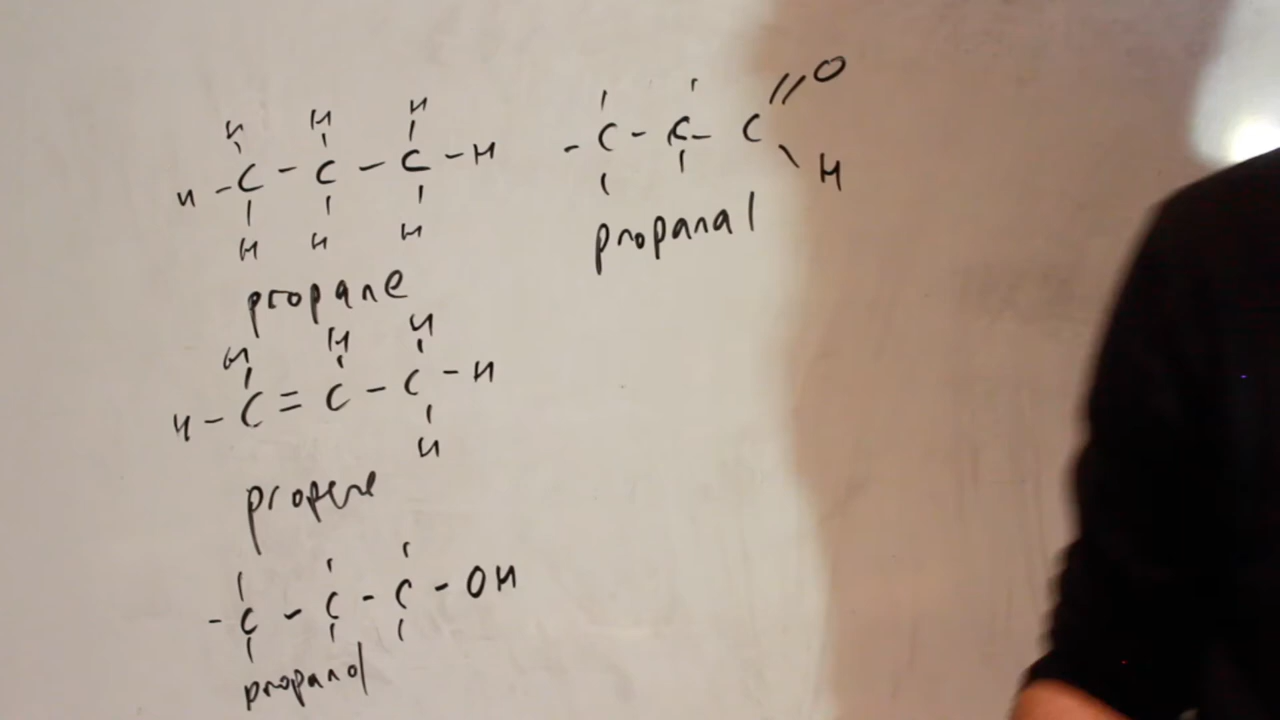 H H H
H - C - C - C - H
H H H
propane
H H H
H - C = C - C - H
H
propene
- C - C - C - OH
propanol
O
- C - C - C
H
propanal